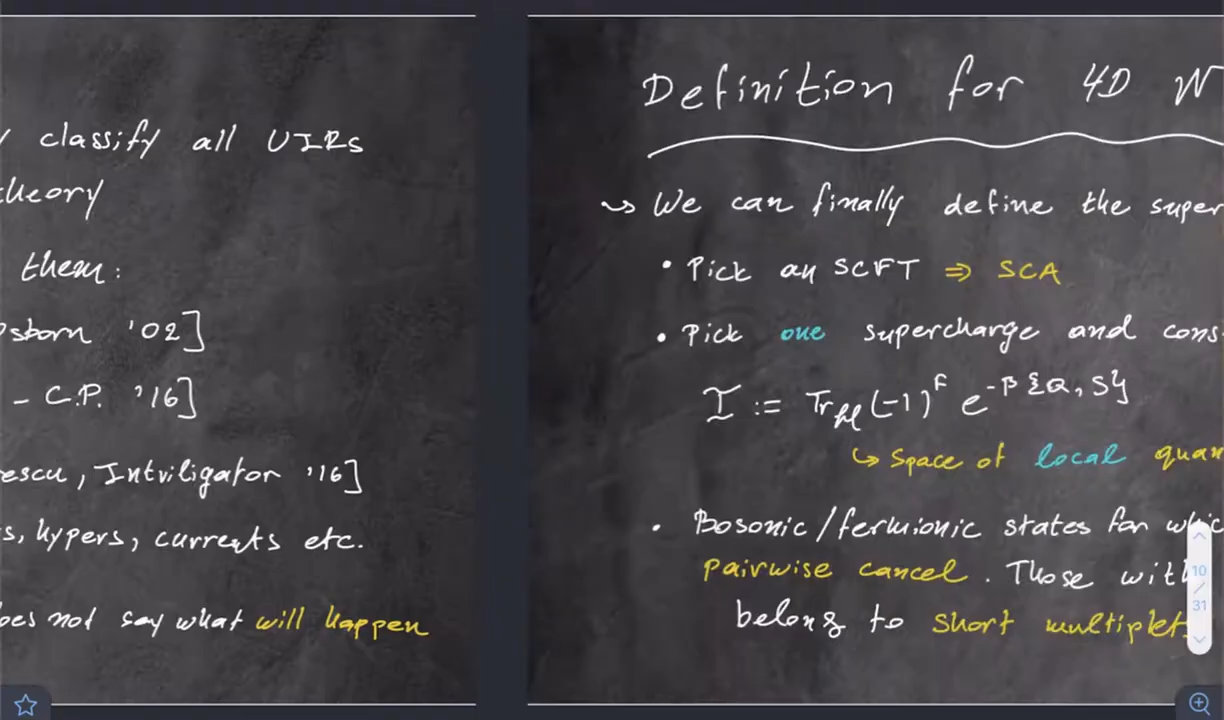 classify all UIRs
theory
them:
sborn '02]
- C.P. '16]
escu, Intriligator '16]
s, hypers, currents etc.
oes not say what will happen
Definition for 4D N
↪ We can finally define the super
• Pick an SCFT ⇒ SCA
• Pick one supercharge and cons
I := Tr_H (-1)^F e^{-β{Q,S}}
↪ Space of local quan
• Bosonic/fermionic states for whic
pairwise cancel. Those with
belong to short multiplet
10
/
31